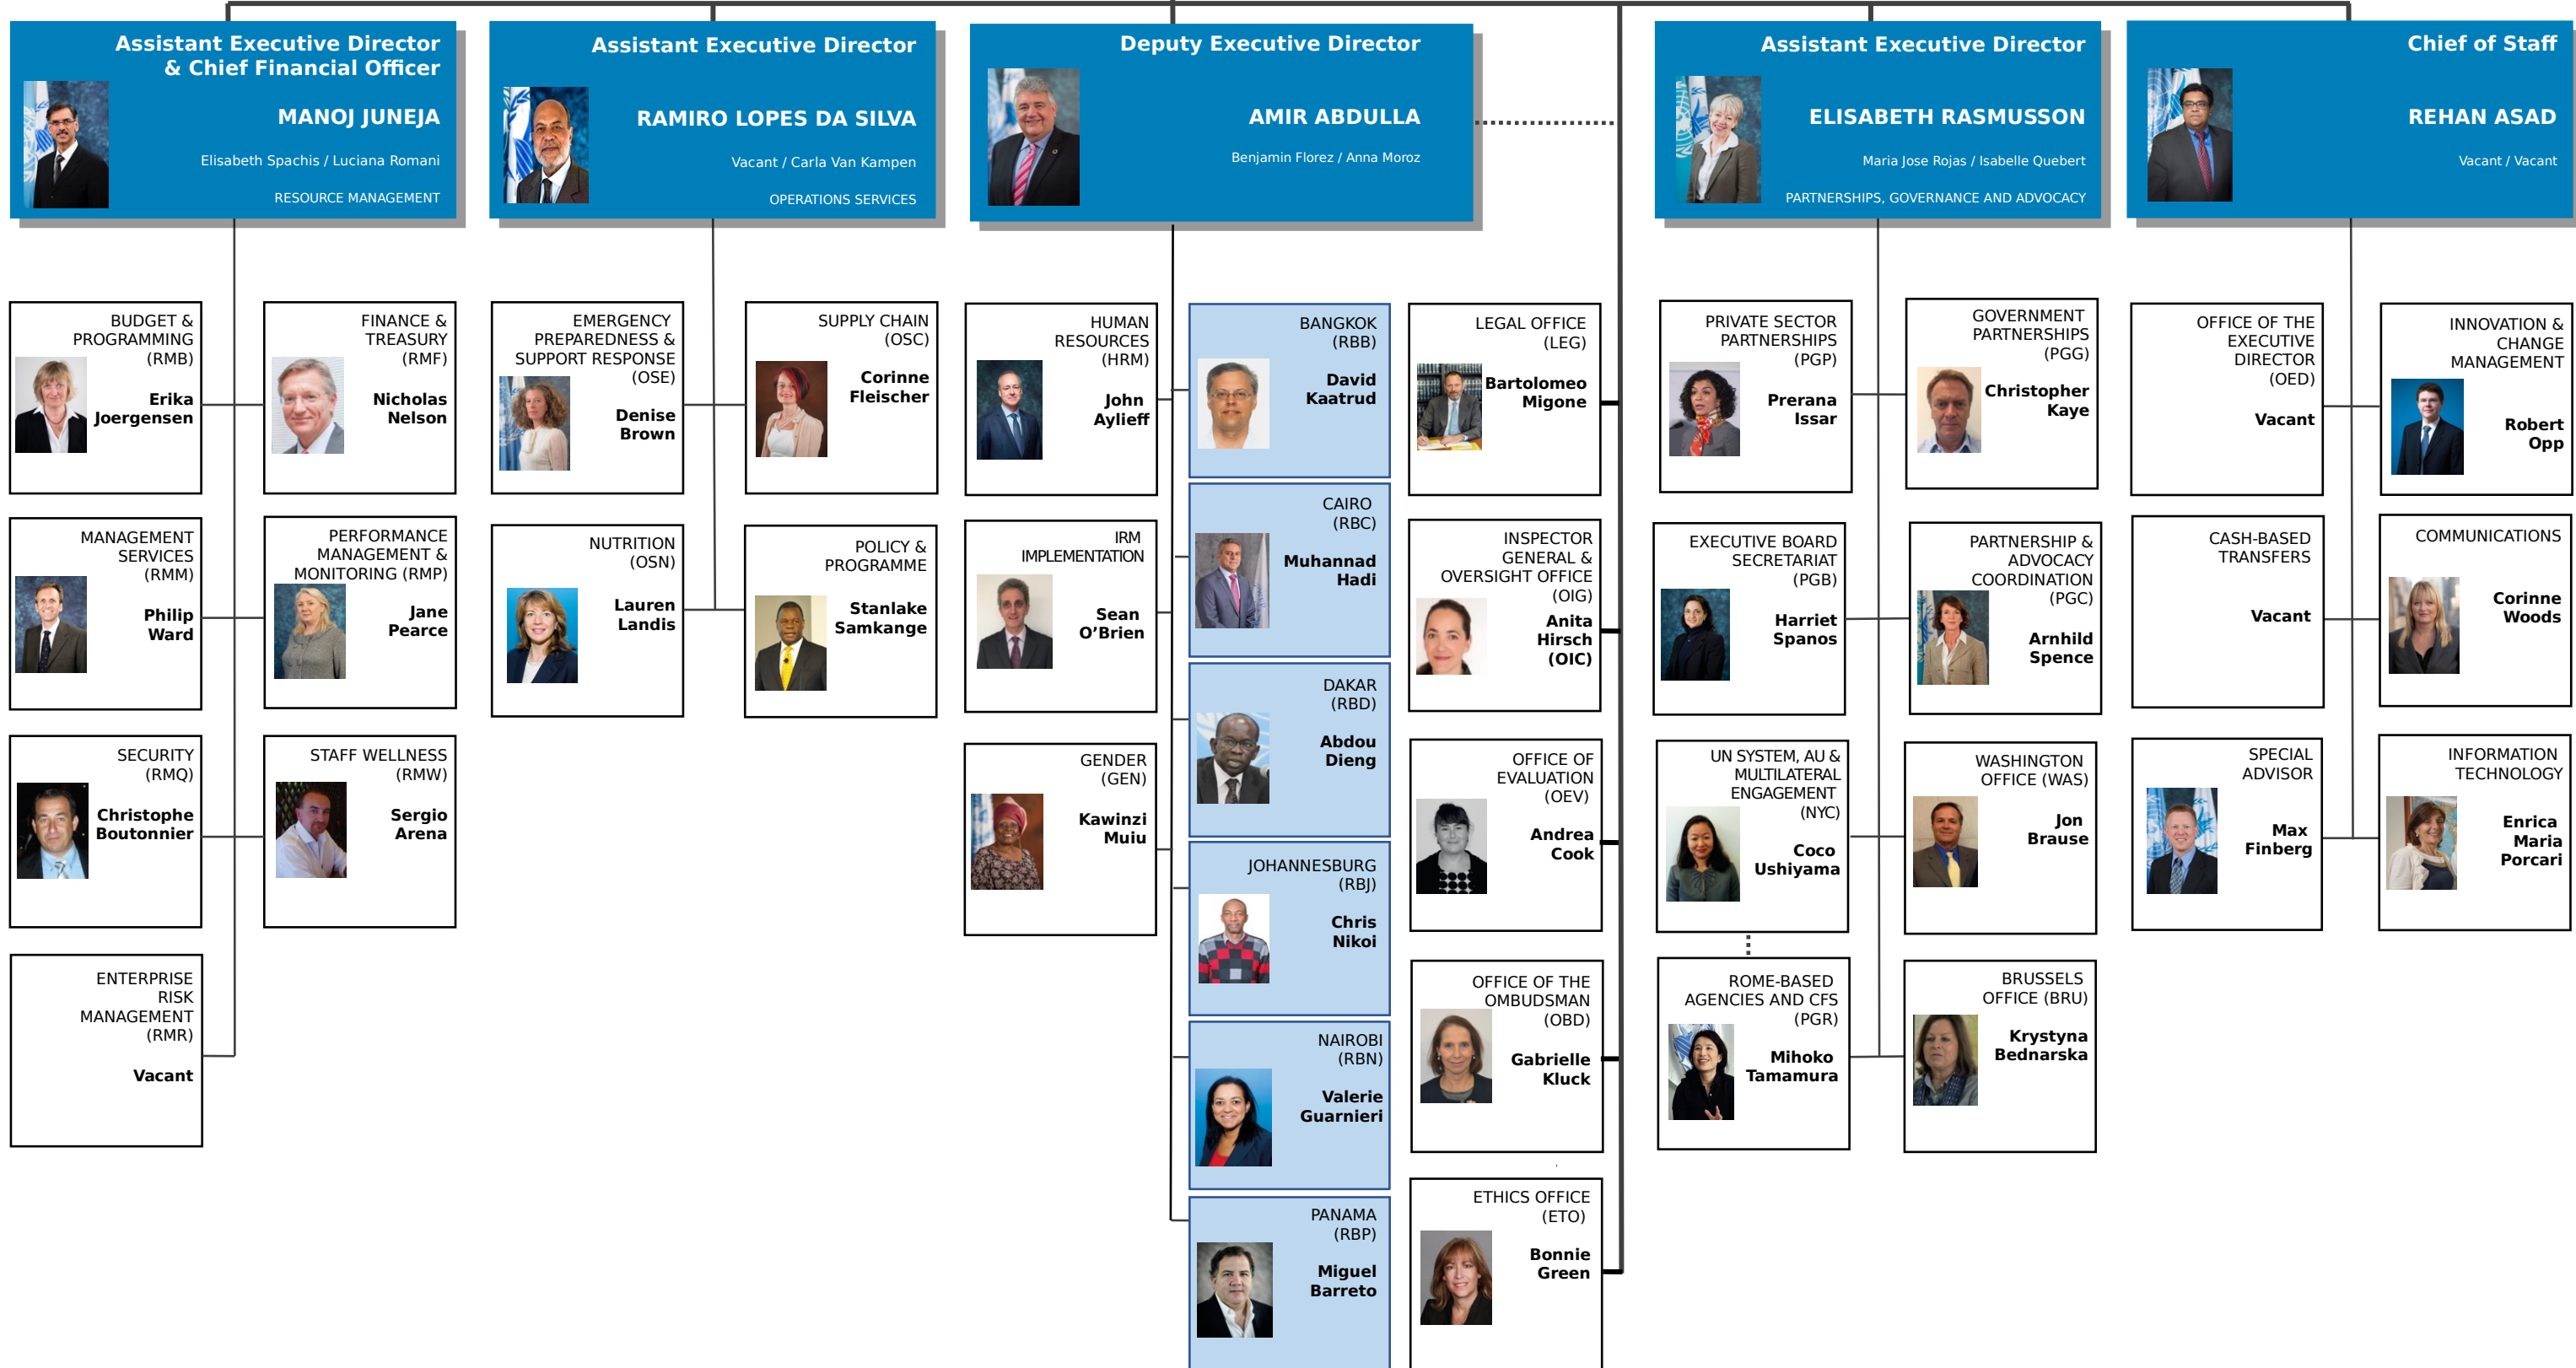 Assistant Executive Director
& Chief Financial Officer
MANOJ JUNEJA
Elisabeth Spachis / Luciana Romani
RESOURCE MANAGEMENT
Assistant Executive Director
RAMIRO LOPES DA SILVA
Vacant / Carla Van Kampen
OPERATIONS SERVICES
Deputy Executive Director
AMIR ABDULLA
Benjamin Florez / Anna Moroz
Assistant Executive Director
ELISABETH RASMUSSON
Maria Jose Rojas / Isabelle Quebert
PARTNERSHIPS, GOVERNANCE AND ADVOCACY
Chief of Staff
REHAN ASAD
Vacant / Vacant
BUDGET &
PROGRAMMING
(RMB)
Erika
Joergensen
FINANCE &
TREASURY
(RMF)
Nicholas
Nelson
MANAGEMENT
SERVICES
(RMM)
Philip
Ward
PERFORMANCE
MANAGEMENT &
MONITORING (RMP)
Jane
Pearce
SECURITY
(RMQ)
Christophe
Boutonnier
STAFF WELLNESS
(RMW)
Sergio
Arena
ENTERPRISE
RISK
MANAGEMENT
(RMR)
Vacant
EMERGENCY
PREPAREDNESS &
SUPPORT RESPONSE
(OSE)
Denise
Brown
SUPPLY CHAIN
(OSC)
Corinne
Fleischer
NUTRITION
(OSN)
Lauren
Landis
POLICY &
PROGRAMME
Stanlake
Samkange
HUMAN
RESOURCES
(HRM)
John
Aylieff
IRM
IMPLEMENTATION
Sean
O’Brien
GENDER
(GEN)
Kawinzi
Muiu
BANGKOK
(RBB)
David
Kaatrud
CAIRO
(RBC)
Muhannad
Hadi
DAKAR
(RBD)
Abdou
Dieng
JOHANNESBURG
(RBJ)
Chris
Nikoi
NAIROBI
(RBN)
Valerie
Guarnieri
PANAMA
(RBP)
Miguel
Barreto
LEGAL OFFICE
(LEG)
Bartolomeo
Migone
INSPECTOR
GENERAL &
OVERSIGHT OFFICE
(OIG)
Anita
Hirsch
(OIC)
OFFICE OF
EVALUATION
(OEV)
Andrea
Cook
OFFICE OF THE
OMBUDSMAN
(OBD)
Gabrielle
Kluck
ETHICS OFFICE
(ETO)
Bonnie
Green
PRIVATE SECTOR
PARTNERSHIPS
(PGP)
Prerana
Issar
GOVERNMENT
PARTNERSHIPS
(PGG)
Christopher
Kaye
EXECUTIVE BOARD
SECRETARIAT
(PGB)
Harriet
Spanos
PARTNERSHIP &
ADVOCACY
COORDINATION
(PGC)
Arnhild
Spence
UN SYSTEM, AU &
MULTILATERAL
ENGAGEMENT
(NYC)
Coco
Ushiyama
WASHINGTON
OFFICE (WAS)
Jon
Brause
ROME-BASED
AGENCIES AND CFS
(PGR)
Mihoko
Tamamura
BRUSSELS
OFFICE (BRU)
Krystyna
Bednarska
OFFICE OF THE
EXECUTIVE
DIRECTOR
(OED)
Vacant
INNOVATION &
CHANGE
MANAGEMENT
Robert
Opp
CASH-BASED
TRANSFERS
Vacant
COMMUNICATIONS
Corinne
Woods
SPECIAL
ADVISOR
Max
Finberg
INFORMATION
TECHNOLOGY
Enrica
Maria
Porcari